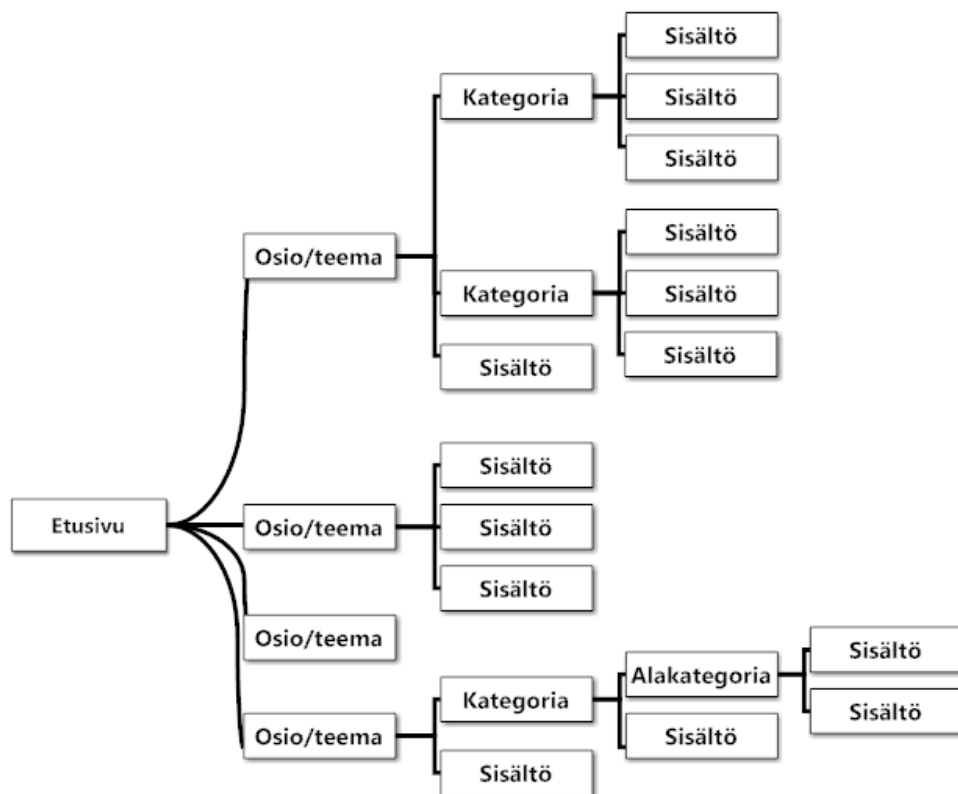 Sisältö
Kategoria
Sisältö
Sisältö
Sisältö
Osio/teema
Kategoria
Sisältö
Sisältö
Sisältö
Sisältö
Etusivu
Osio/teema
Sisältö
Sisältö
Osio/teema
Sisältö
Alakategoria
Kategoria
Sisältö
Osio/teema
Sisältö
Sisältö